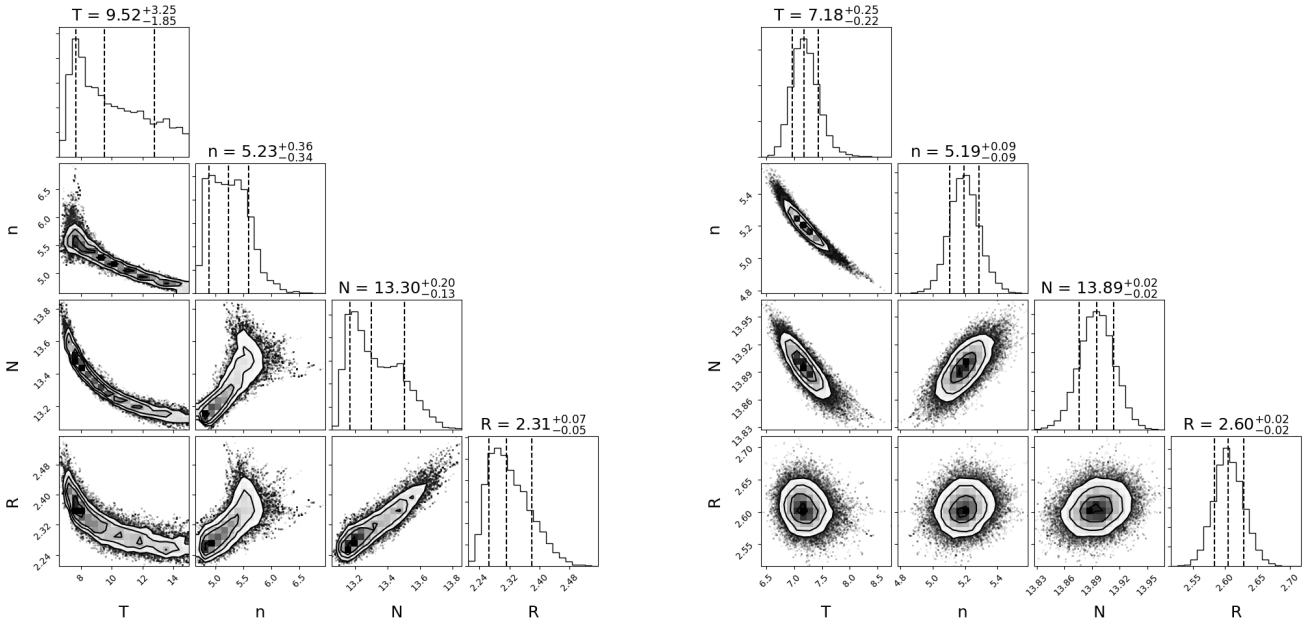 T = 9.52 +3.25 −1.85
n = 5.23 +0.36 −0.34
N = 13.30 +0.20 −0.13
R = 2.31 +0.07 −0.05
n
6.5
6.0
5.5
5.0
N
13.8
13.6
13.4
13.2
R
2.48
2.40
2.32
2.24
8
10
12
14
T
5.0
5.5
6.0
6.5
n
13.2
13.4
13.6
13.8
N
2.24
2.32
2.40
2.48
R
T = 7.18 +0.25 −0.22
n = 5.19 +0.09 −0.09
N = 13.89 +0.02 −0.02
R = 2.60 +0.02 −0.02
n
5.4
5.2
5.0
4.8
N
13.95
13.92
13.89
13.86
13.83
R
2.70
2.65
2.60
2.55
6.5
7.0
7.5
8.0
8.5
T
4.8
5.0
5.2
5.4
n
13.83
13.86
13.89
13.92
13.95
N
2.55
2.60
2.65
2.70
R